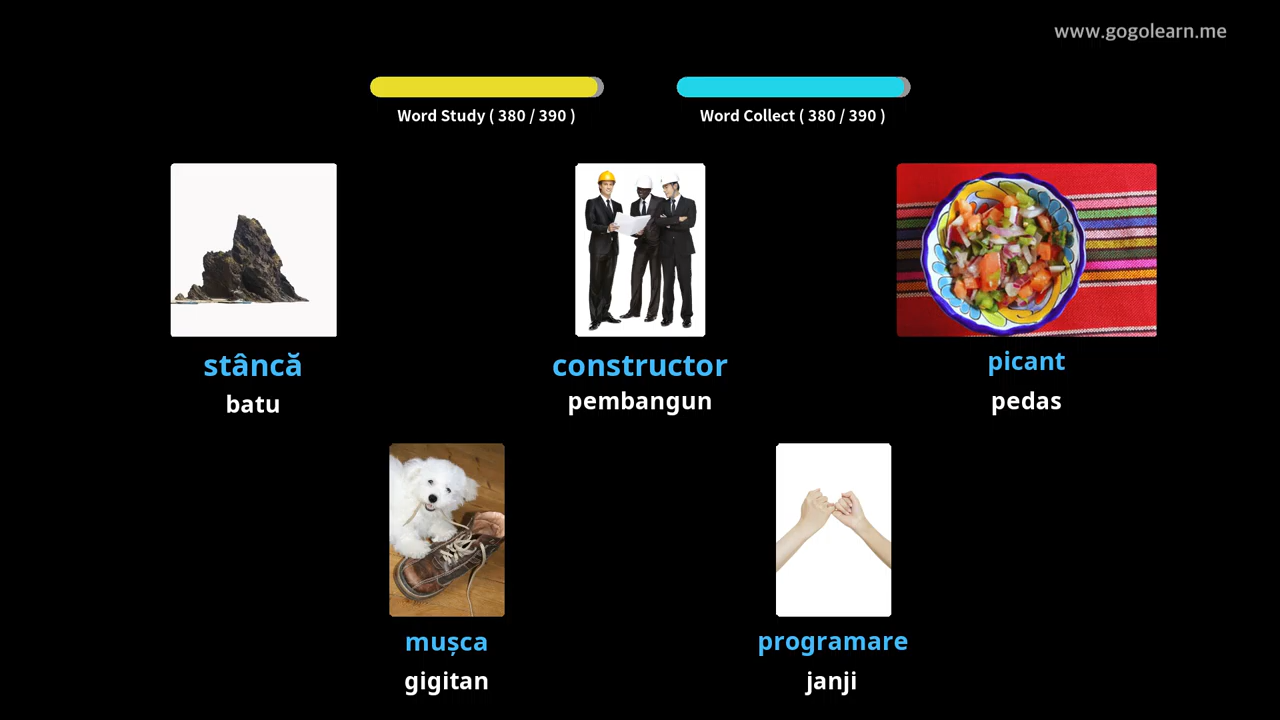 www.gogolearn.me
Word Study ( 380 / 390 )
Word Collect ( 380 / 390 )
stâncă
batu
constructor
pembangun
picant
pedas
mușca
gigitan
programare
janji